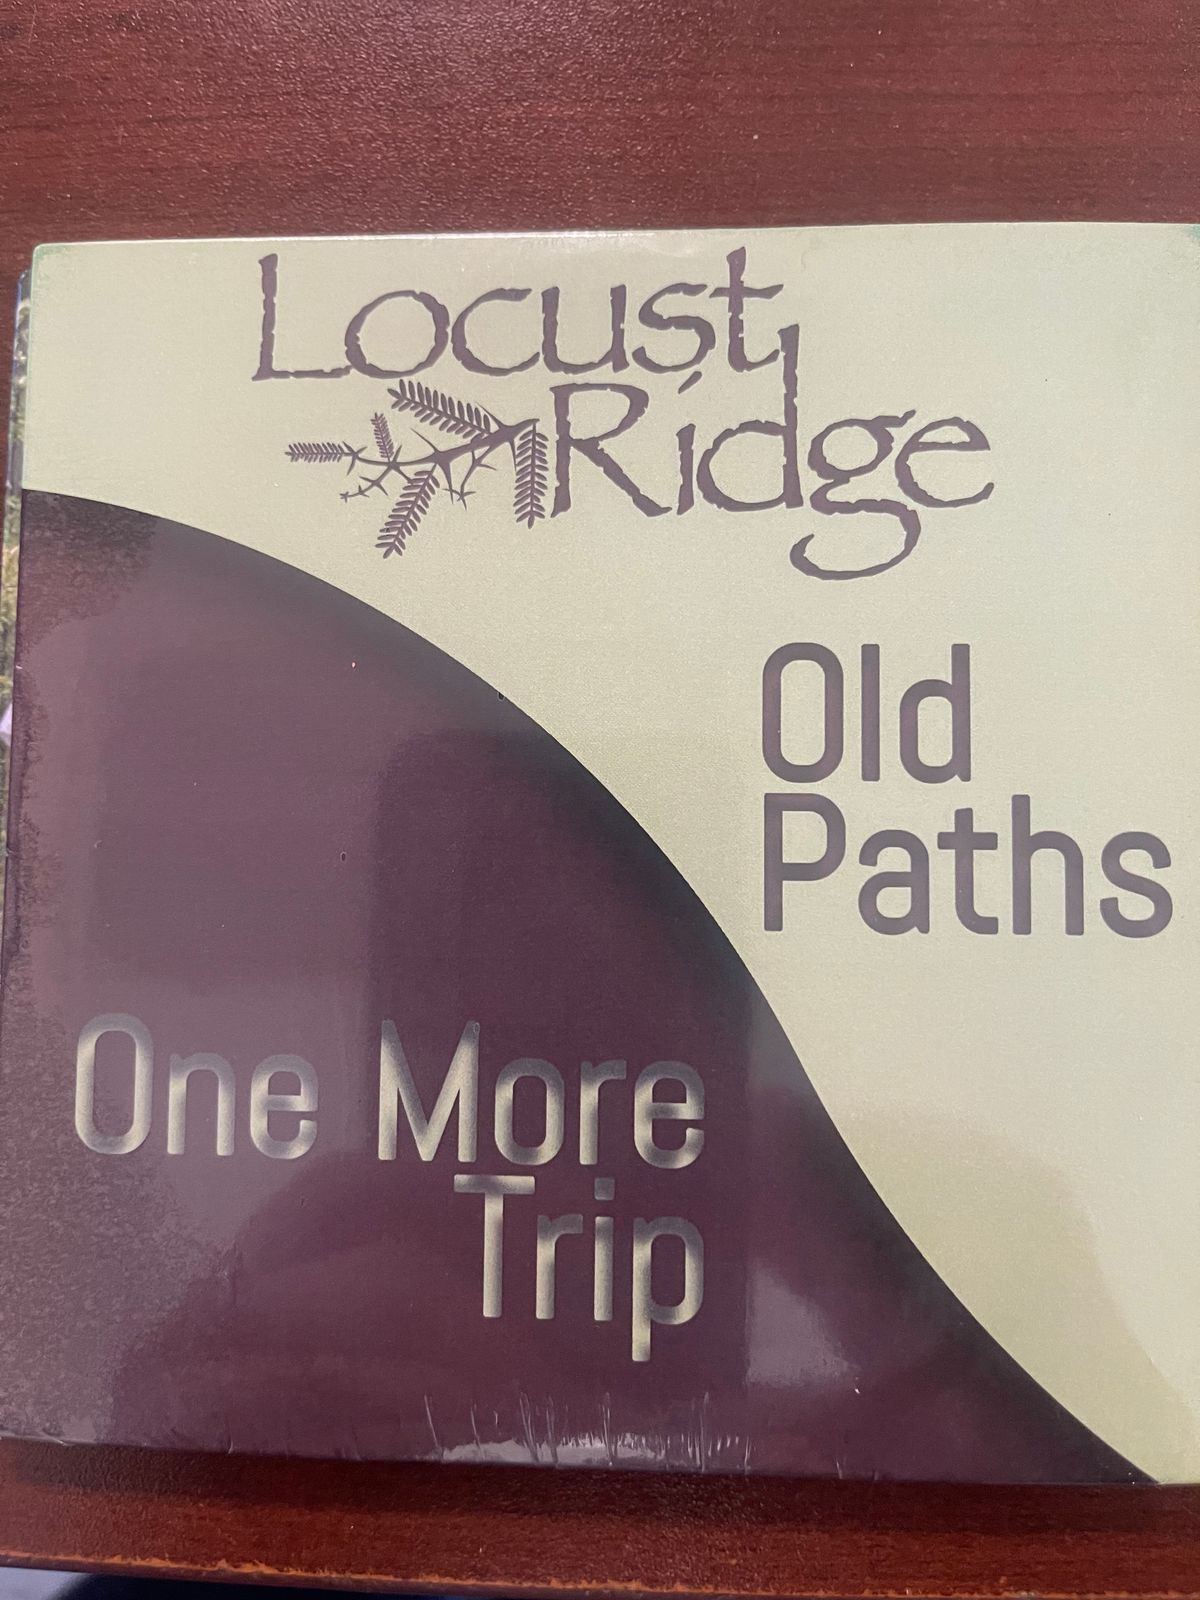 Locust
Ridge
Old
Paths
One More
Trip